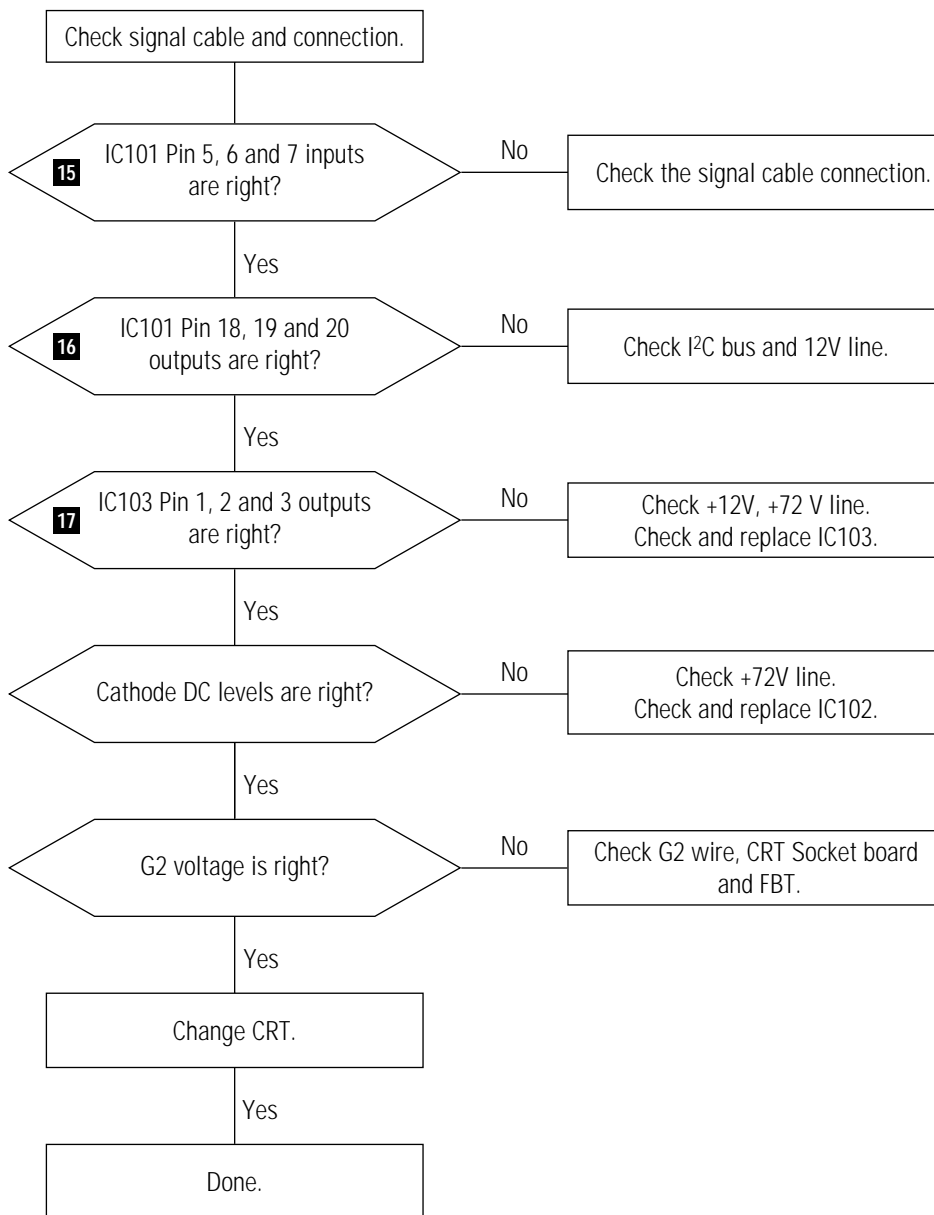 Check signal cable and connection.
15
IC101 Pin 5, 6 and 7 inputs
are right?
No
Check the signal cable connection.
Yes
16
IC101 Pin 18, 19 and 20
outputs are right?
No
Check I²C bus and 12V line.
Yes
17
IC103 Pin 1, 2 and 3 outputs
are right?
No
Check +12V, +72 V line.
Check and replace IC103.
Yes
Cathode DC levels are right?
No
Check +72V line.
Check and replace IC102.
Yes
G2 voltage is right?
No
Check G2 wire, CRT Socket board
and FBT.
Yes
Change CRT.
Yes
Done.